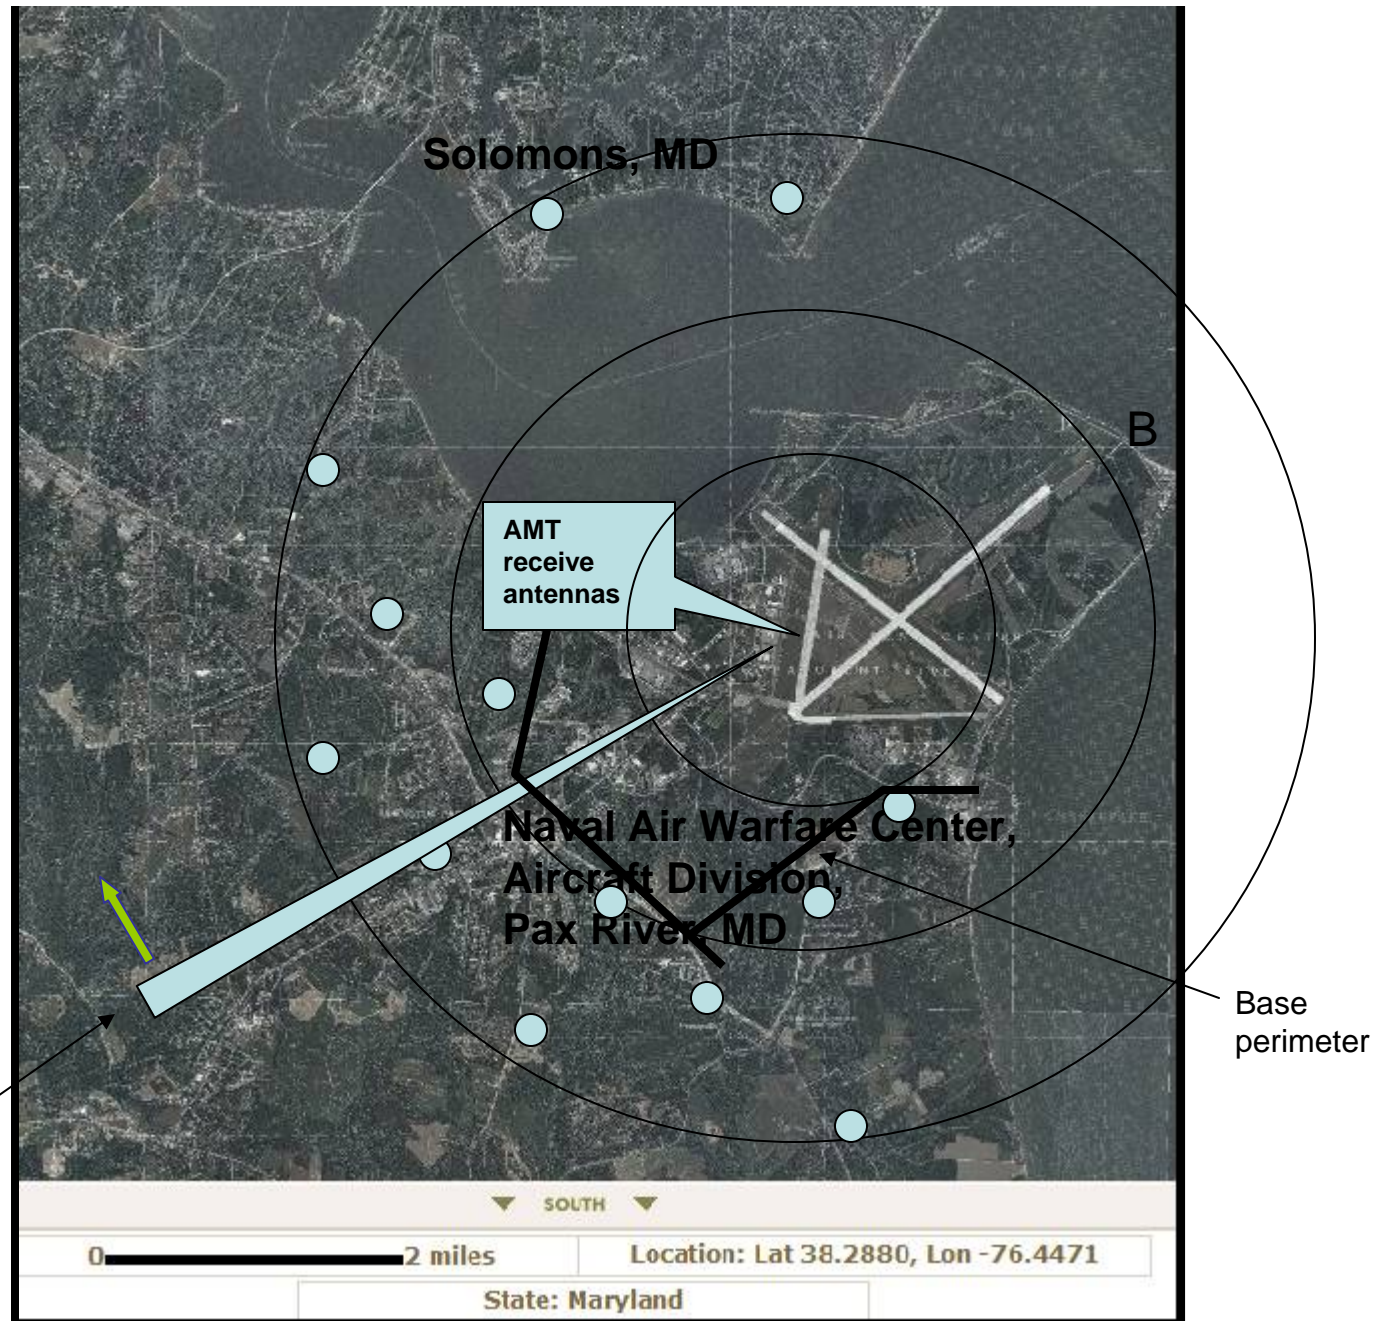 Solomons, MD
B
AMT
receive
antennas
Naval Air Warfare Center,
Aircraft Division,
Pax River, MD
Base
perimeter
SOUTH
0 2 miles
Location: Lat 38.2880, Lon -76.4471
State: Maryland